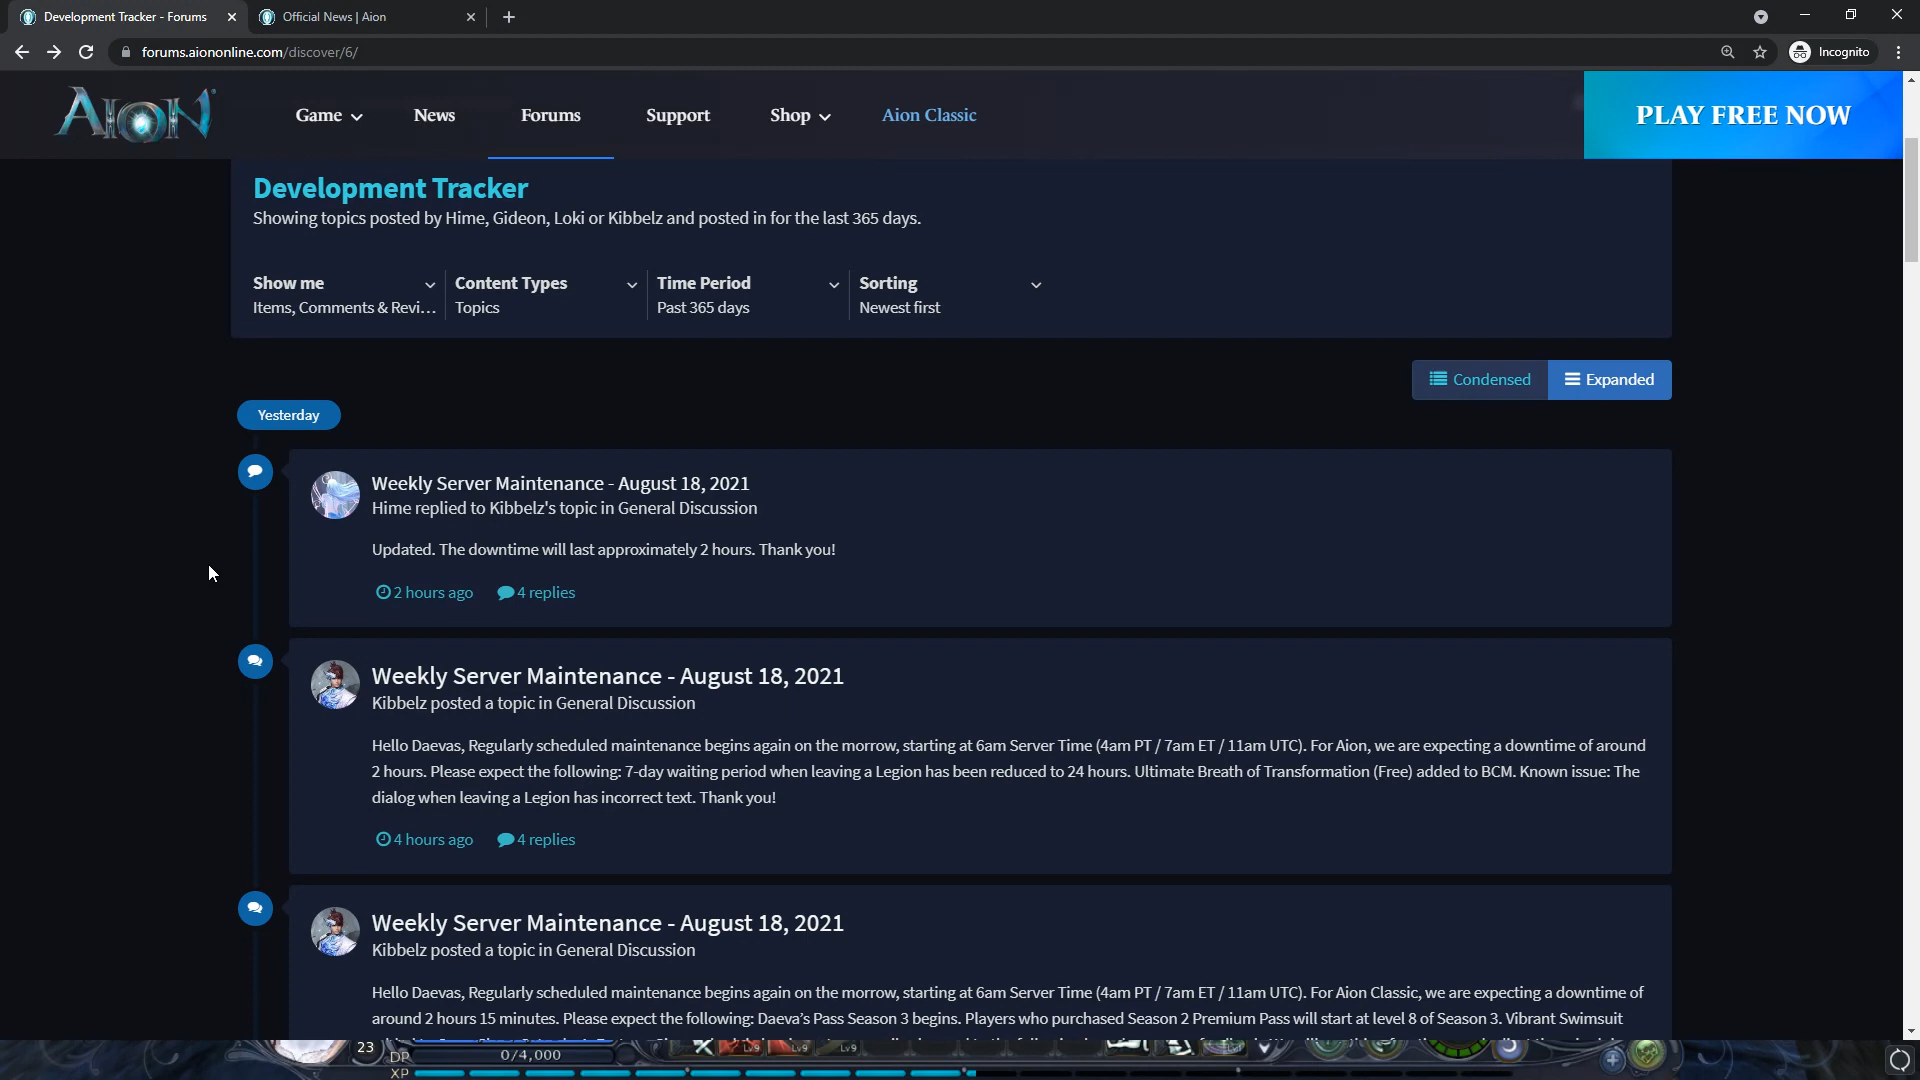 Development Tracker - Forums
Official News | Aion
forums.aiononline.com/discover/6/
Incognito
AION
Game
News
Forums
Support
Shop
Aion Classic
PLAY FREE NOW
Development Tracker
Showing topics posted by Hime, Gideon, Loki or Kibbelz and posted in for the last 365 days.
Show me
Content Types
Time Period
Sorting
Items, Comments & Revi...
Topics
Past 365 days
Newest first
Condensed
Expanded
Yesterday
Weekly Server Maintenance - August 18, 2021
Hime replied to Kibbelz's topic in General Discussion
Updated. The downtime will last approximately 2 hours. Thank you!
2 hours ago
4 replies
Weekly Server Maintenance - August 18, 2021
Kibbelz posted a topic in General Discussion
Hello Daevas, Regularly scheduled maintenance begins again on the morrow, starting at 6am Server Time (4am PT / 7am ET / 11am UTC). For Aion, we are expecting a downtime of around
2 hours. Please expect the following: 7-day waiting period when leaving a Legion has been reduced to 24 hours. Ultimate Breath of Transformation (Free) added to BCM. Known issue: The
dialog when leaving a Legion has incorrect text. Thank you!
4 hours ago
4 replies
Weekly Server Maintenance - August 18, 2021
Kibbelz posted a topic in General Discussion
Hello Daevas, Regularly scheduled maintenance begins again on the morrow, starting at 6am Server Time (4am PT / 7am ET / 11am UTC). For Aion Classic, we are expecting a downtime of
around 2 hours 15 minutes. Please expect the following: Daeva's Pass Season 3 begins. Players who purchased Season 2 Premium Pass will start at level 8 of Season 3. Vibrant Swimsuit
23
DP
0/4,000
Lv9
Lv9
Lv9
XP